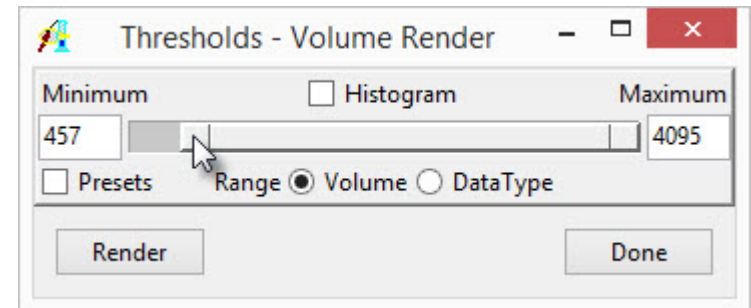 Thresholds - Volume Render
Minimum Histogram Maximum
457 4095
Presets Range Volume DataType
Render Done